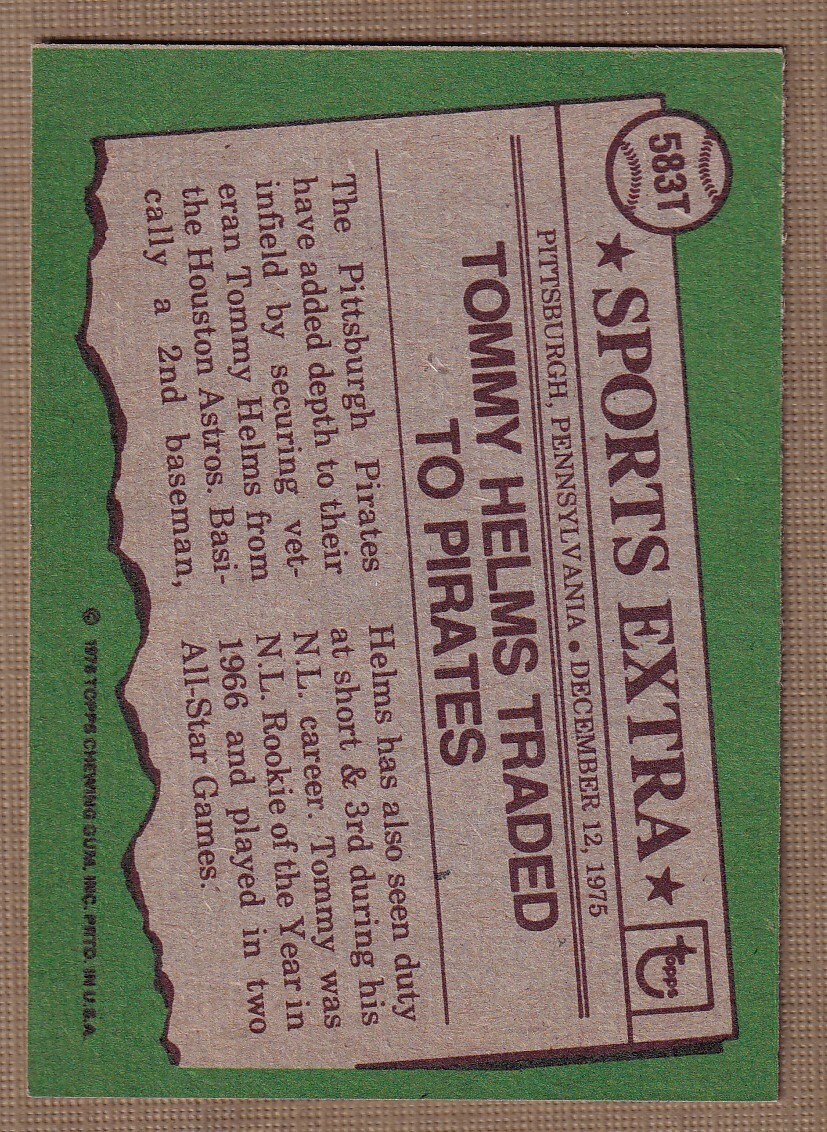 583T
★ SPORTS EXTRA ★
topps
PITTSBURGH, PENNSYLVANIA • DECEMBER 12, 1975
TOMMY HELMS TRADED
TO PIRATES
The Pittsburgh Pirates
have added depth to their
infield by securing vet-
eran Tommy Helms from
the Houston Astros. Basi-
cally a 2nd baseman,
Helms has also seen duty
at short & 3rd during his
N.L. career. Tommy was
N.L. Rookie of the Year in
1966 and played in two
All-Star Games.
© 1976 TOPPS CHEWING GUM, INC. PRTD. IN U.S.A.